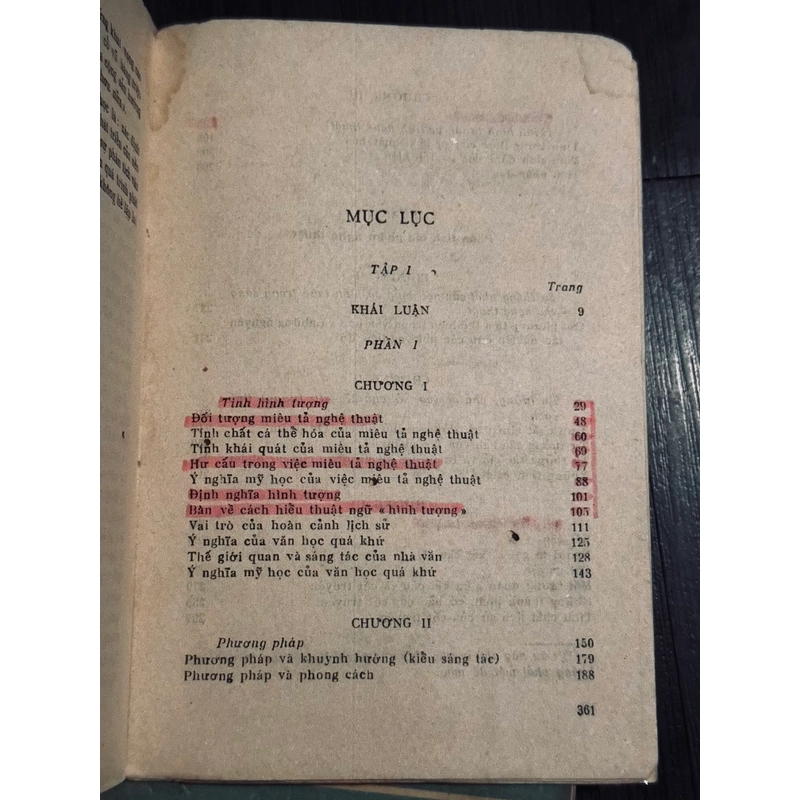 MỤC LỤC
TẬP I
Trang
KHÁI LUẬN 9
PHẦN I
CHƯƠNG I
Tính hình tượng 29
Đối tượng miêu tả nghệ thuật 48
Tính chất cá thể hóa của miêu tả nghệ thuật 60
Tính khái quát của miêu tả nghệ thuật 69
Hư cấu trong việc miêu tả nghệ thuật 77
Ý nghĩa mỹ học của việc miêu tả nghệ thuật 88
Định nghĩa hình tượng 101
Bàn về cách hiểu thuật ngữ «hình tượng» 105
Vai trò của hoàn cảnh lịch sử 111
Ý nghĩa của văn học quá khứ 125
Thế giới quan và sáng tác của nhà văn 128
Ý nghĩa mỹ học của văn học quá khứ 143
CHƯƠNG II
Phương pháp 150
Phương pháp và khuynh hướng (kiểu sáng tác) 179
Phương pháp và phong cách 188
361